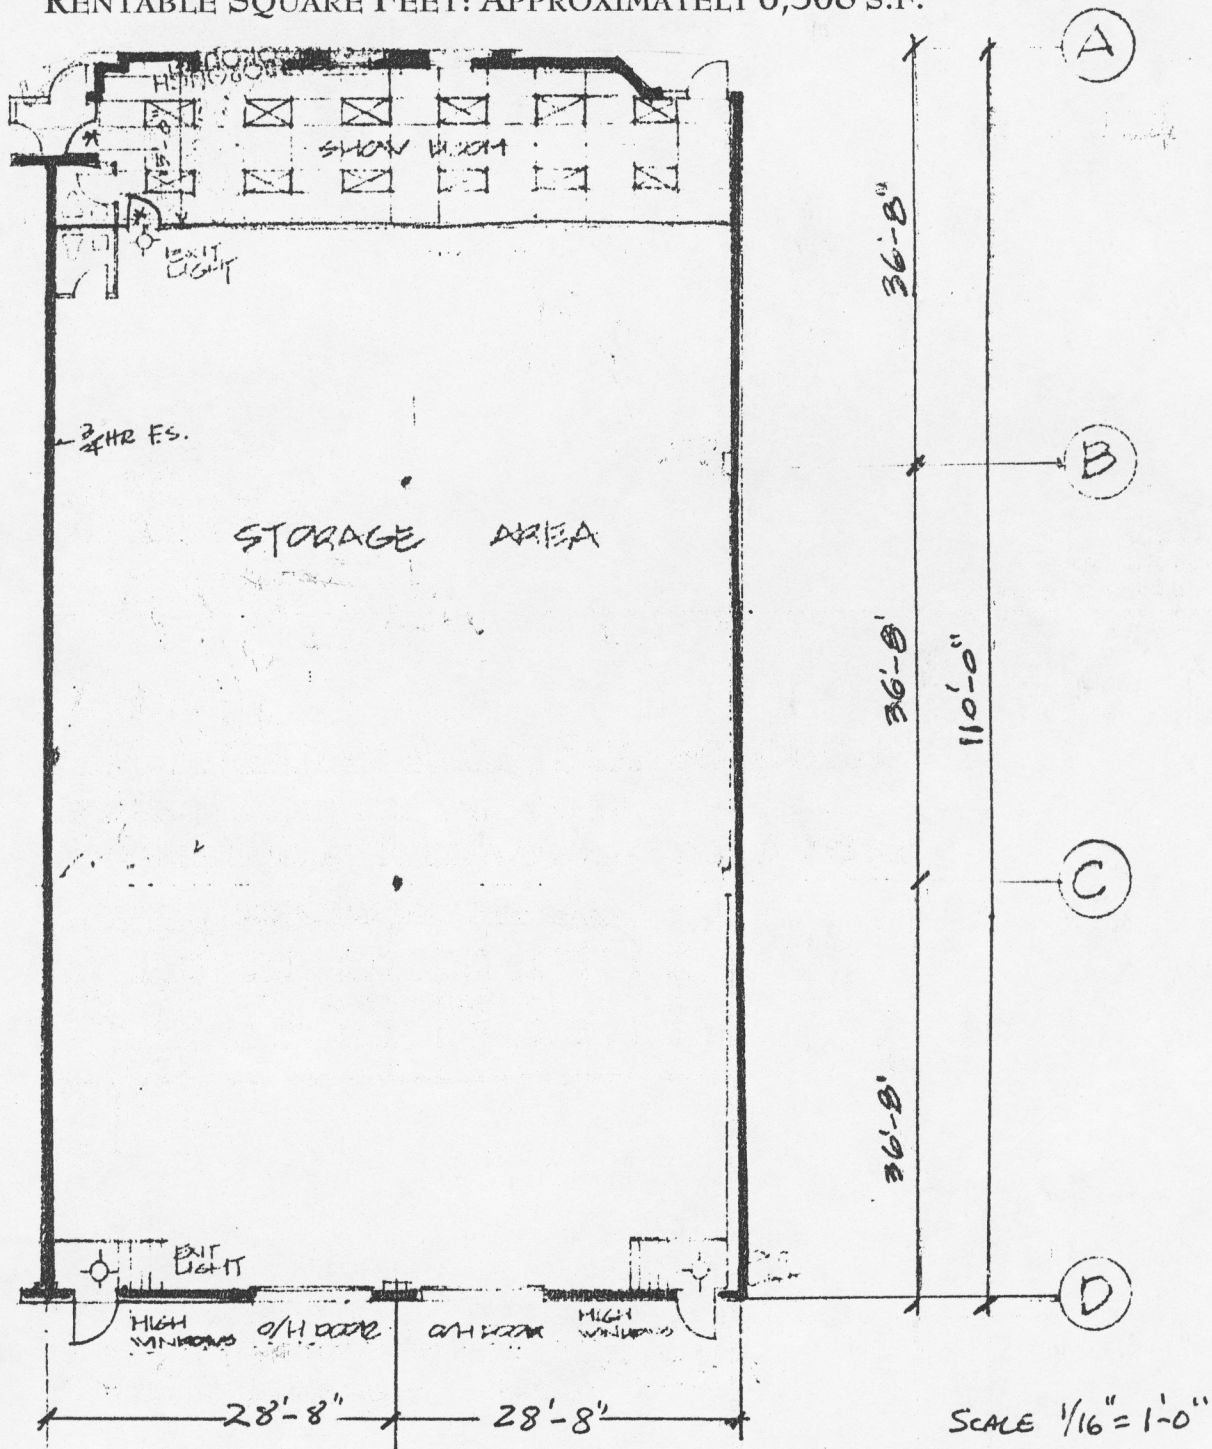 RENTABLE SQUARE FEET: APPROXIMATELY 6,308 S.F.
A
15'-8"
SHOW ROOM
36'-8"
EXIT
LIGHT
3/4 HR F.S.
B
STORAGE AREA
36'-8'
110'-0"
C
36'-8'
EXIT
LIGHT
D
HIGH
WINDOWS
O/H DOOR
O/H DOOR
HIGH
WINDOWS
28'-8"
28'-8"
SCALE 1/16" = 1'-0"